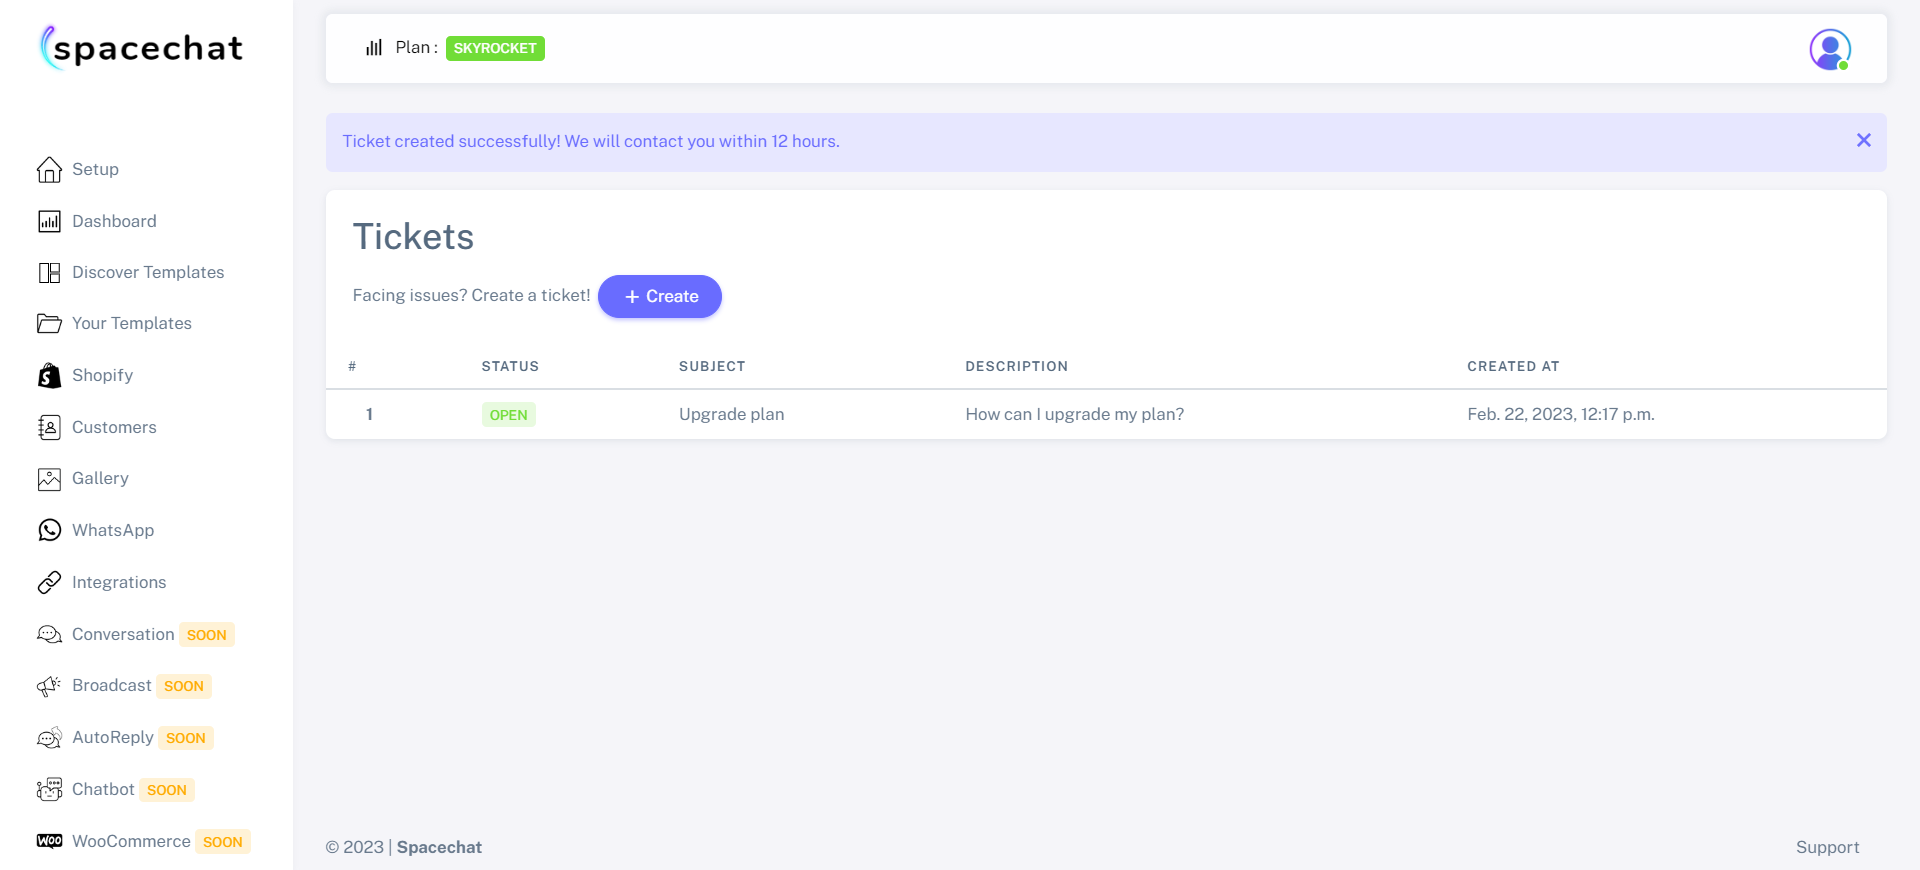 spacechat
Plan : SKYROCKET
Ticket created successfully! We will contact you within 12 hours.
Setup
Dashboard
Discover Templates
Your Templates
Shopify
Customers
Gallery
WhatsApp
Integrations
Conversation SOON
Broadcast SOON
AutoReply SOON
Chatbot SOON
WOO WooCommerce SOON
Tickets
Facing issues? Create a ticket! + Create
# STATUS SUBJECT DESCRIPTION CREATED AT
1 OPEN Upgrade plan How can I upgrade my plan? Feb. 22, 2023, 12:17 p.m.
© 2023 | Spacechat Support